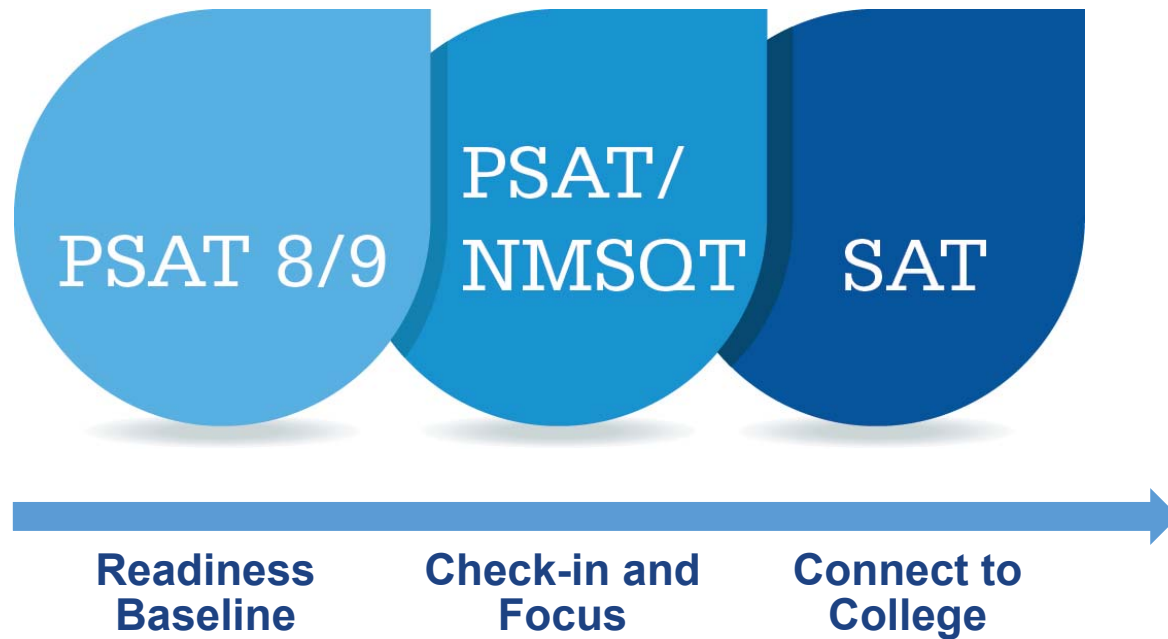 PSAT 8/9
PSAT/
NMSQT
SAT
Readiness
Baseline
Check-in and
Focus
Connect to
College